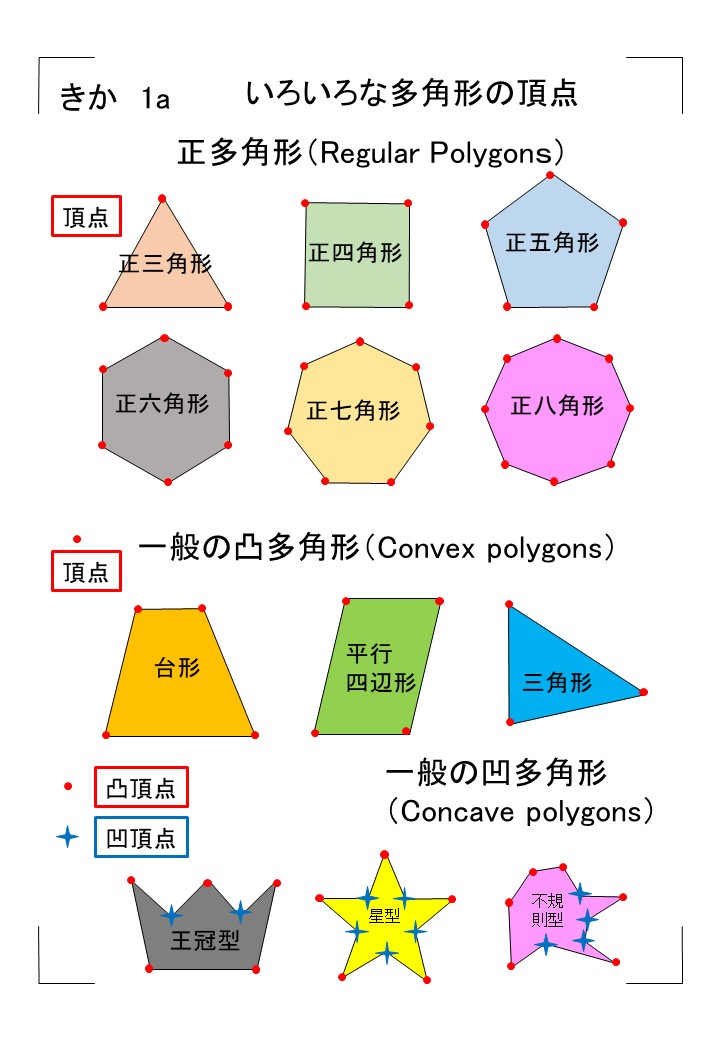 きか　1a　いろいろな多角形の頂点
正多角形（Regular Polygons）
頂点
正三角形
正四角形
正五角形
正六角形
正七角形
正八角形
一般の凸多角形（Convex polygons）
頂点
台形
平行
四辺形
三角形
一般の凹多角形
（Concave polygons）
凸頂点
凹頂点
王冠型
星型
不規
則型